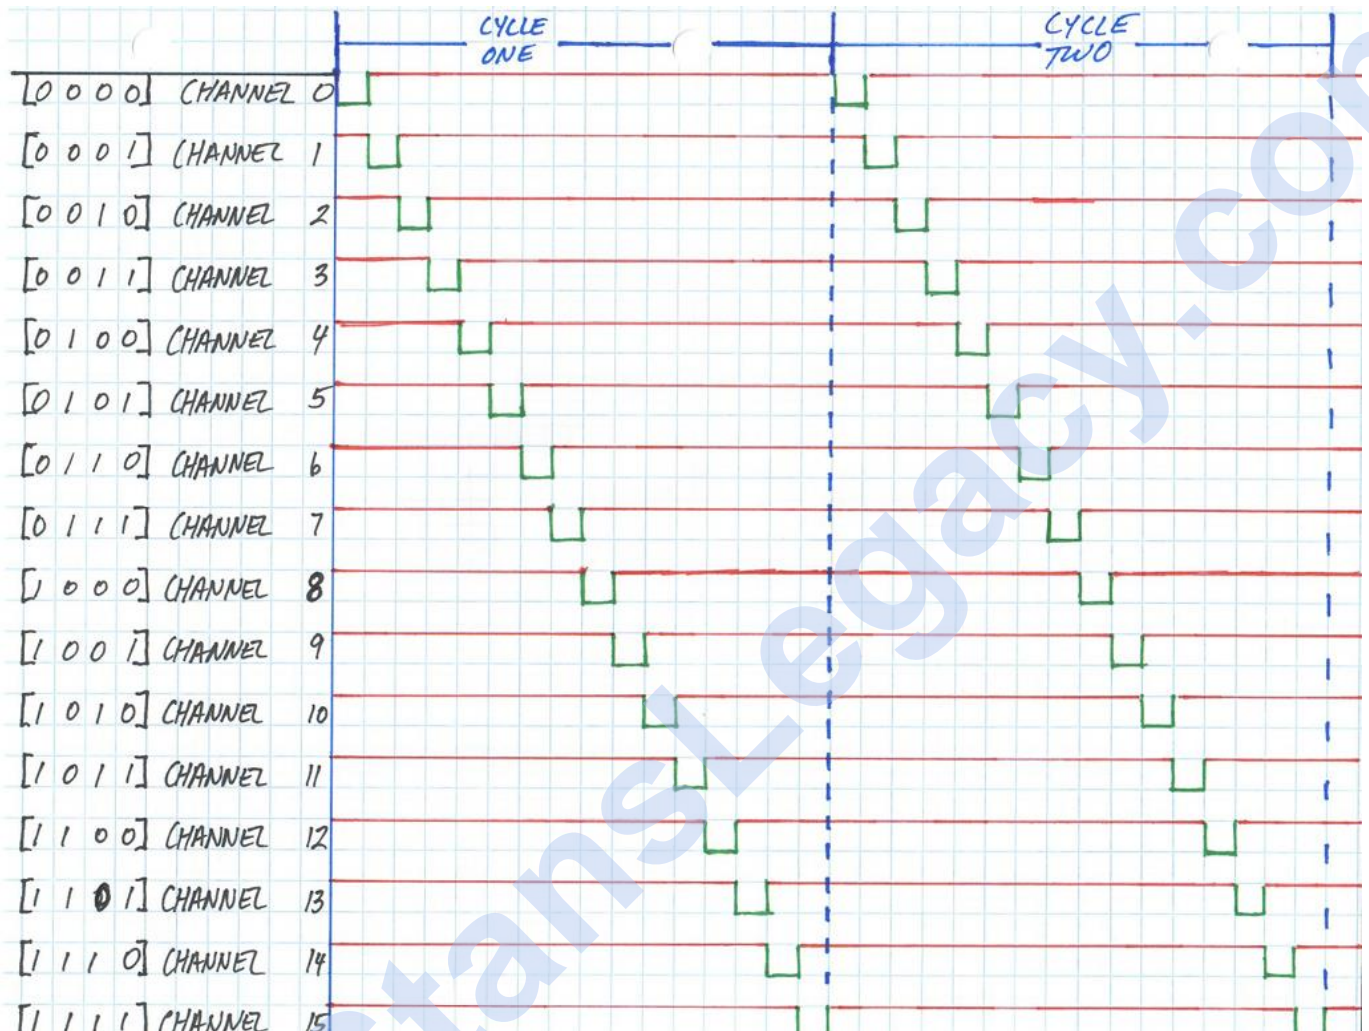 CYCLE CYCLE
ONE TWO
[0 0 0 0] CHANNEL 0
[0 0 0 1] CHANNEL 1
[0 0 1 0] CHANNEL 2
[0 0 1 1] CHANNEL 3
[0 1 0 0] CHANNEL 4
[0 1 0 1] CHANNEL 5
[0 1 1 0] CHANNEL 6
[0 1 1 1] CHANNEL 7
[1 0 0 0] CHANNEL 8
[1 0 0 1] CHANNEL 9
[1 0 1 0] CHANNEL 10
[1 0 1 1] CHANNEL 11
[1 1 0 0] CHANNEL 12
[1 1 0 1] CHANNEL 13
[1 1 1 0] CHANNEL 14
[1 1 1 1] CHANNEL 15
tansLegacy.com